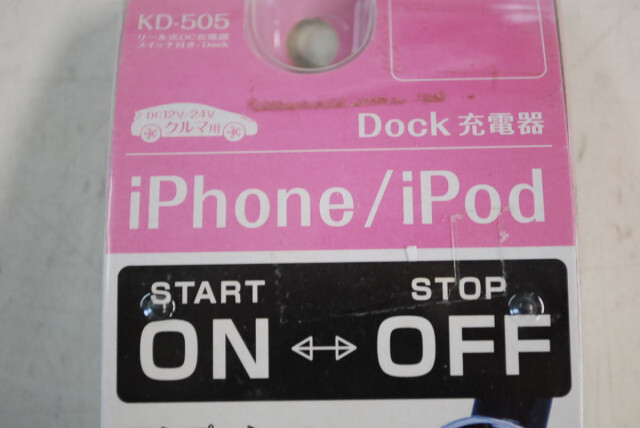 KD-505
リール式DC充電器
スイッチ付き/Dock
DC12V・24V
クルマ用
Dock 充電器
iPhone/iPod
START STOP
ON ⇔ OFF